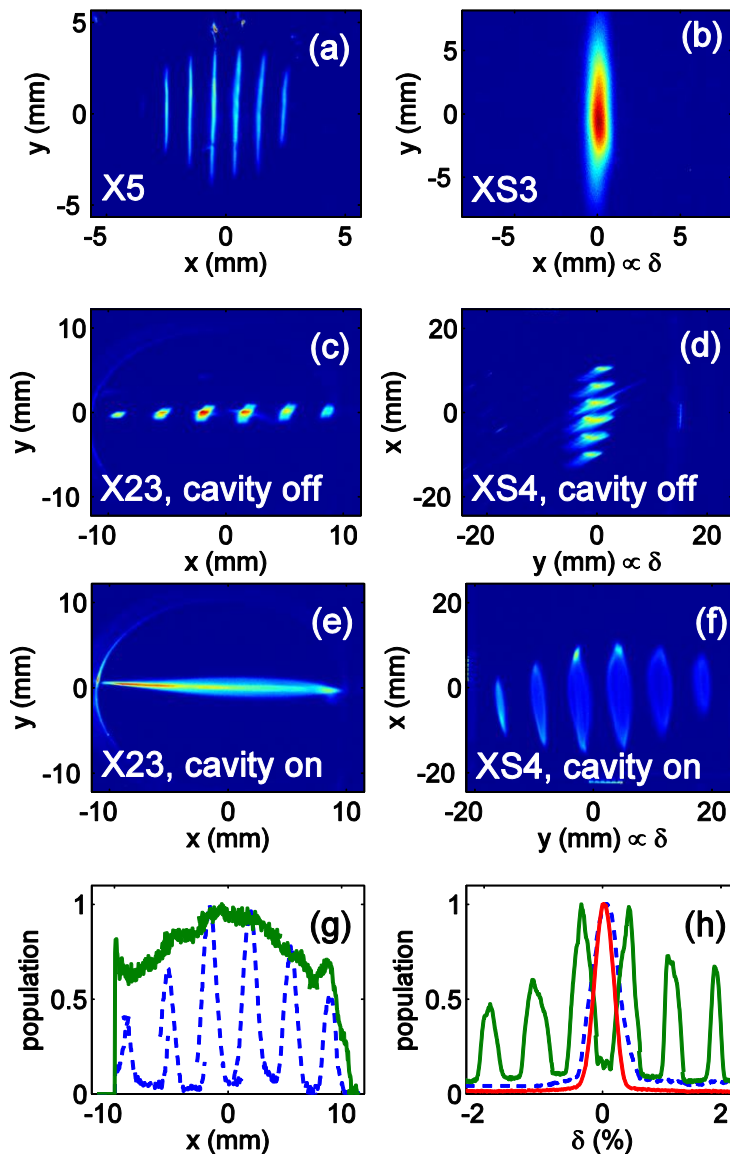 5
0
-5
y (mm)
(a)
X5
-5
0
5
x (mm)
5
0
-5
y (mm)
(b)
XS3
-5
0
5
x (mm) ∝ δ
10
0
-10
y (mm)
(c)
X23, cavity off
-10
0
10
x (mm)
20
0
-20
x (mm)
(d)
XS4, cavity off
-20
0
20
y (mm) ∝ δ
10
0
-10
y (mm)
(e)
X23, cavity on
-10
0
10
x (mm)
20
0
-20
x (mm)
(f)
XS4, cavity on
-20
0
20
y (mm) ∝ δ
1
0.5
0
population
(g)
-10
0
10
x (mm)
1
0.5
0
population
(h)
-2
0
2
δ (%)